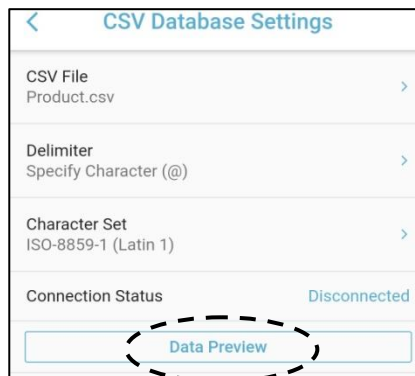 CSV Database Settings
CSV File
Product.csv
Delimiter
Specify Character (@)
Character Set
ISO-8859-1 (Latin 1)
Connection Status Disconnected
Data Preview